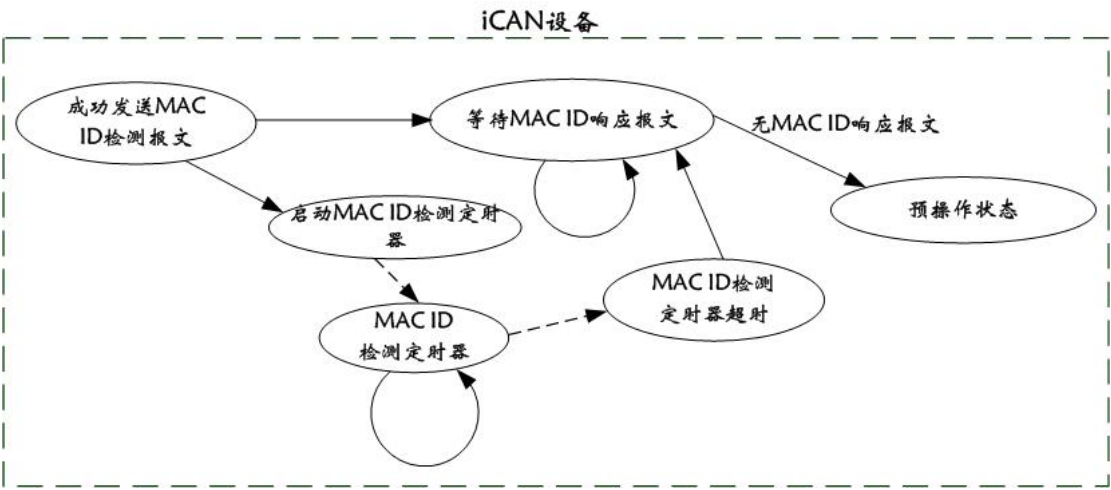 iCAN设备
成功发送MAC
ID检测报文
等待MAC ID响应报文
无MAC ID响应报文
预操作状态
启动MAC ID检测定时
器
MAC ID检测
定时器超时
MAC ID
检测定时器